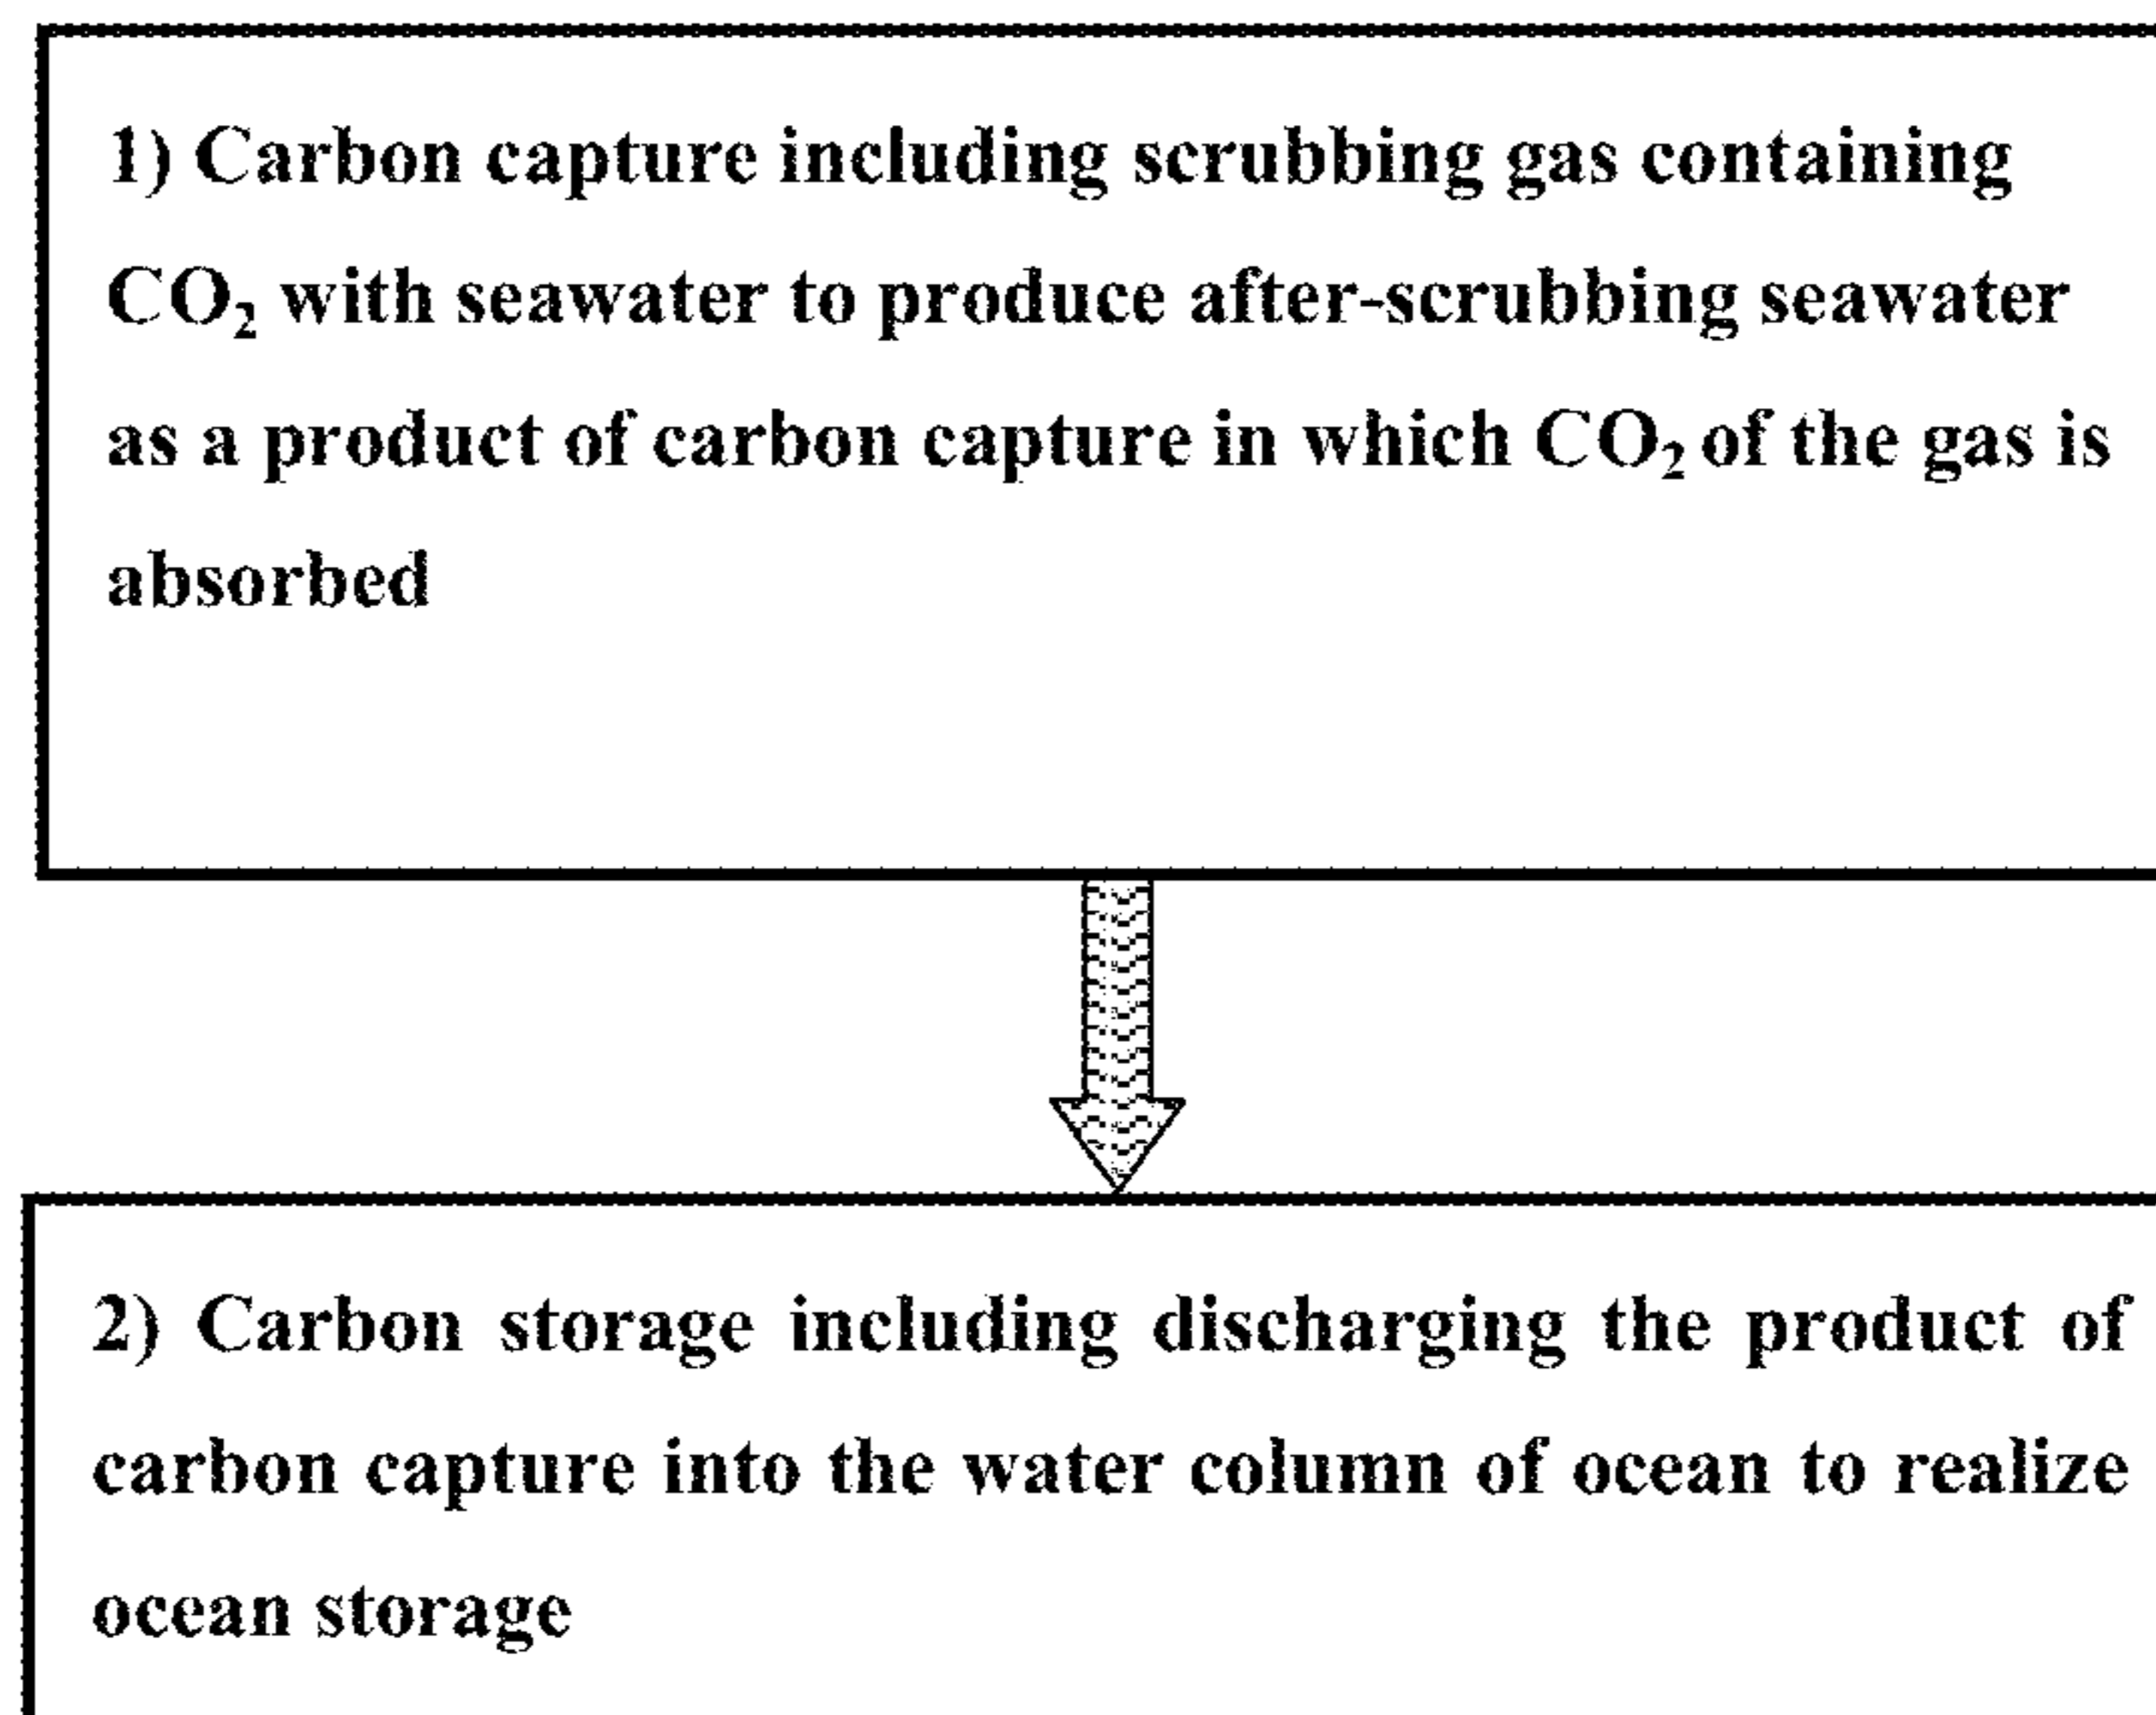 1) Carbon capture including scrubbing gas containing
CO₂ with seawater to produce after-scrubbing seawater
as a product of carbon capture in which CO₂ of the gas is
absorbed
2) Carbon storage including discharging the product of
carbon capture into the water column of ocean to realize
ocean storage